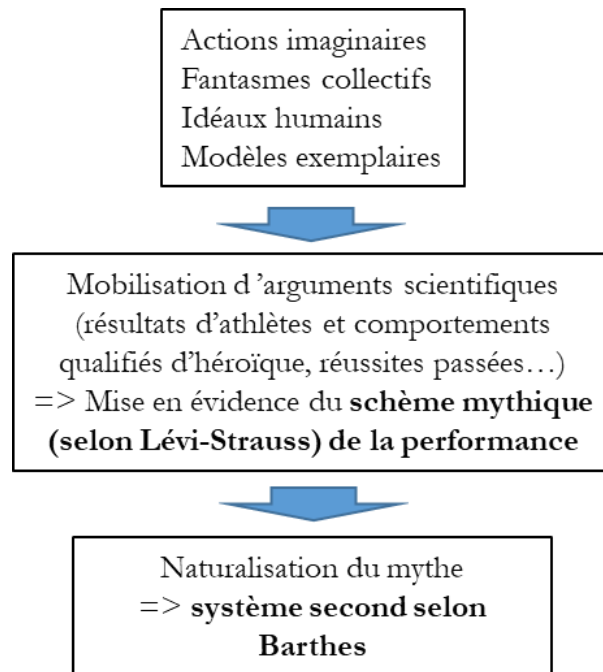 Actions imaginaires
Fantasmes collectifs
Idéaux humains
Modèles exemplaires
Mobilisation d’arguments scientifiques
(résultats d’athlètes et comportements
qualifiés d’héroïque, réussites passées…)
=> Mise en évidence du schème mythique
(selon Lévi-Strauss) de la performance
Naturalisation du mythe
=> système second selon
Barthes